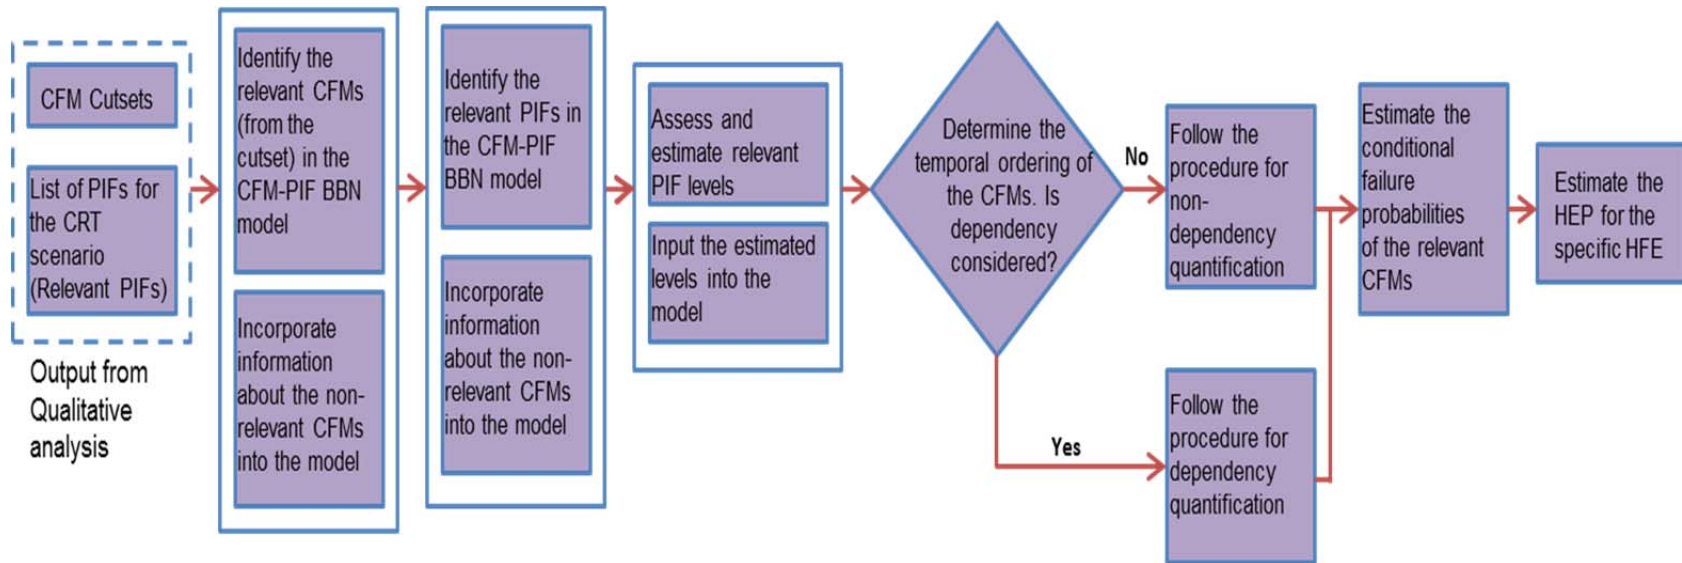 CFM Cutsets
List of PIFs for
the CRT
scenario
(Relevant PIFs)
Output from
Qualitative
analysis
Identify the
relevant CFMs
(from the
cutset) in the
CFM-PIF BBN
model
Incorporate
information
about the non-
relevant CFMs
into the model
Identify the
relevant PIFs in
the CFM-PIF
BBN model
Incorporate
information
about the non-
relevant CFMs
into the model
Assess and
estimate relevant
PIF levels
Input the estimated
levels into the
model
Determine the
temporal ordering of
the CFMs. Is
dependency
considered?
No
Yes
Follow the
procedure for
non-
dependency
quantification
Follow the
procedure for
dependency
quantification
Estimate the
conditional
failure
probabilities
of the relevant
CFMs
Estimate the
HEP for the
specific HFE